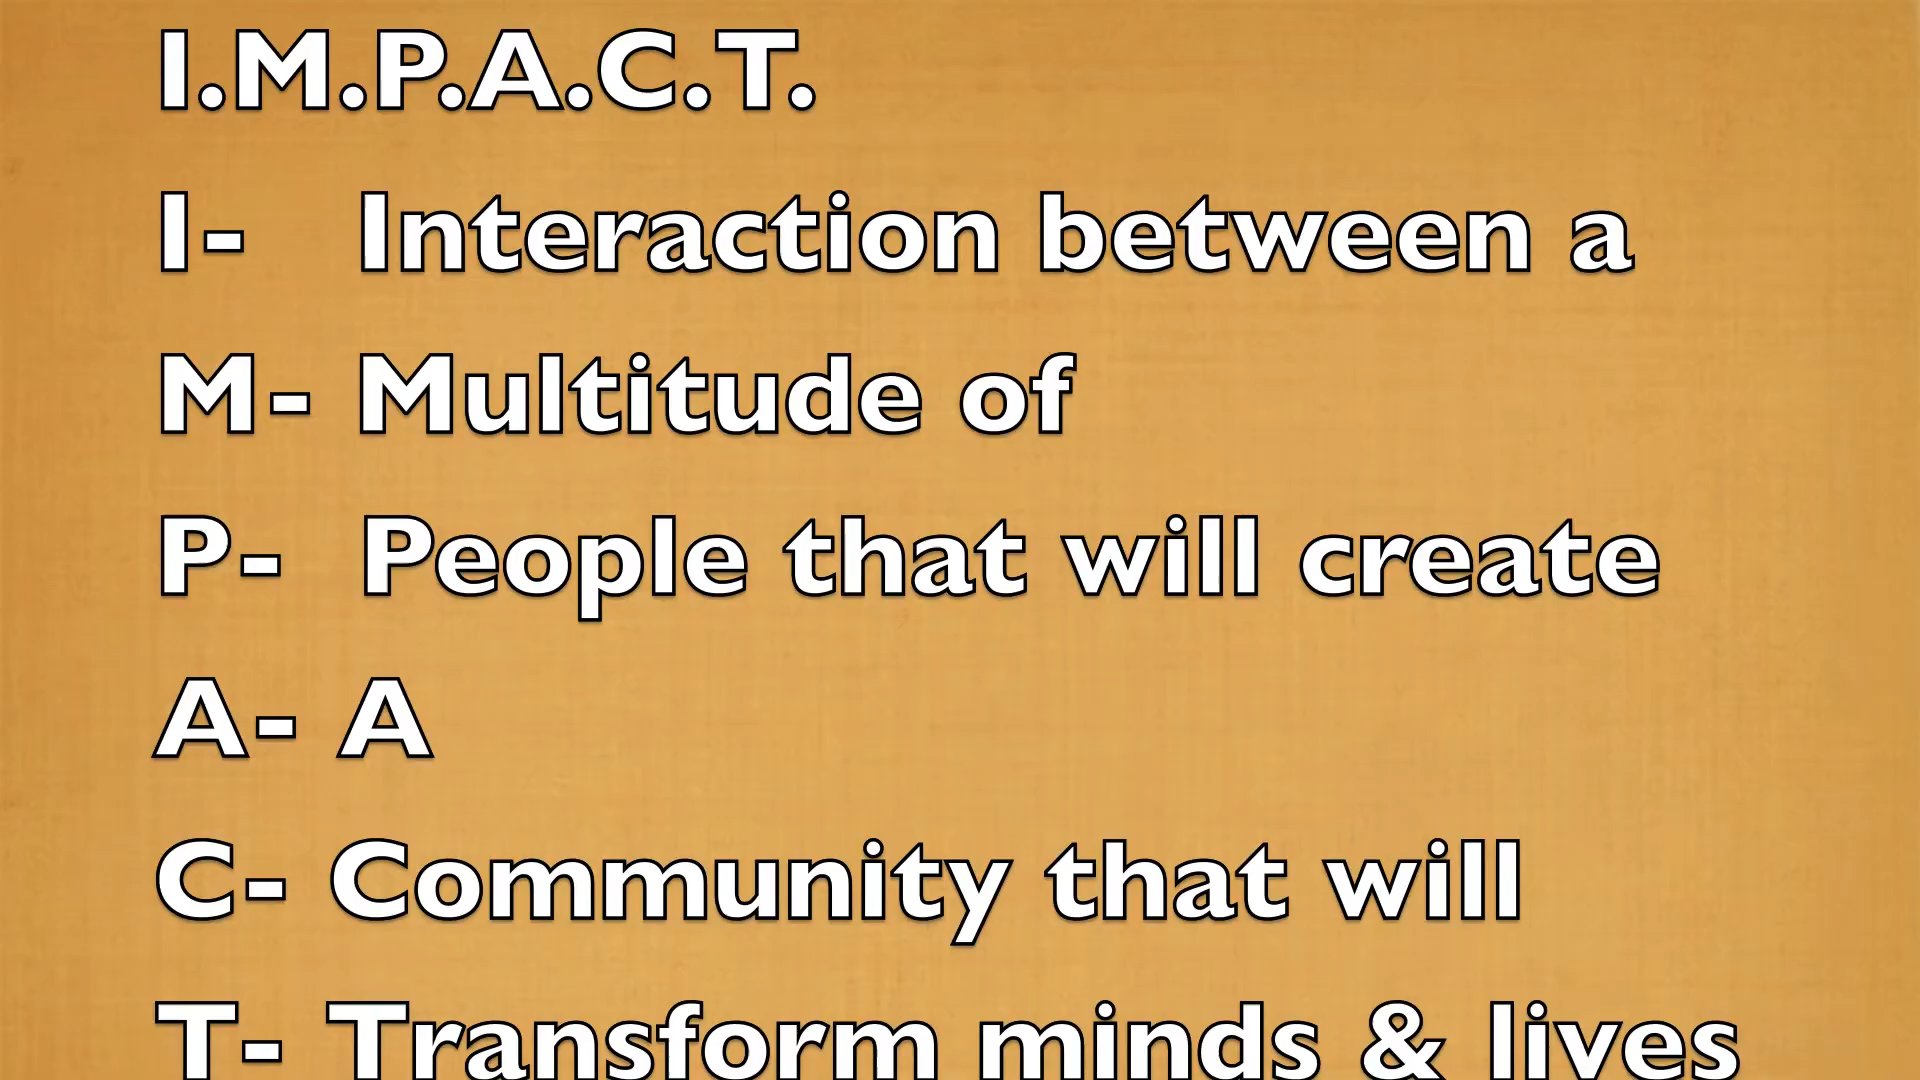 I.M.P.A.C.T.
I- Interaction between a
M- Multitude of
P- People that will create
A- A
C- Community that will
T- Transform minds & lives